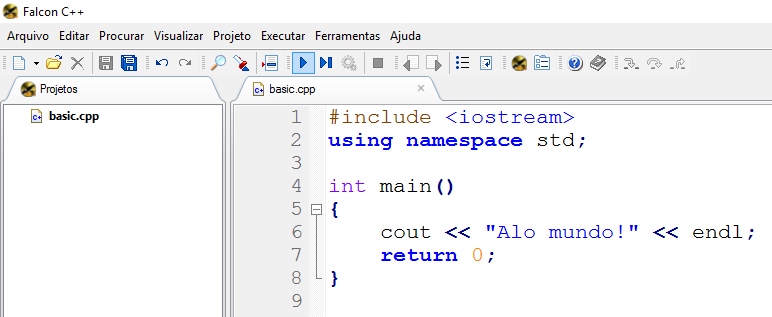 Falcon C++
Arquivo Editar Procurar Visualizar Projeto Executar Ferramentas Ajuda
Projetos
basic.cpp
basic.cpp
1 #include <iostream>
2 using namespace std;
3
4 int main()
5 {
6 cout << "Alo mundo!" << endl;
7 return 0;
8 }
9